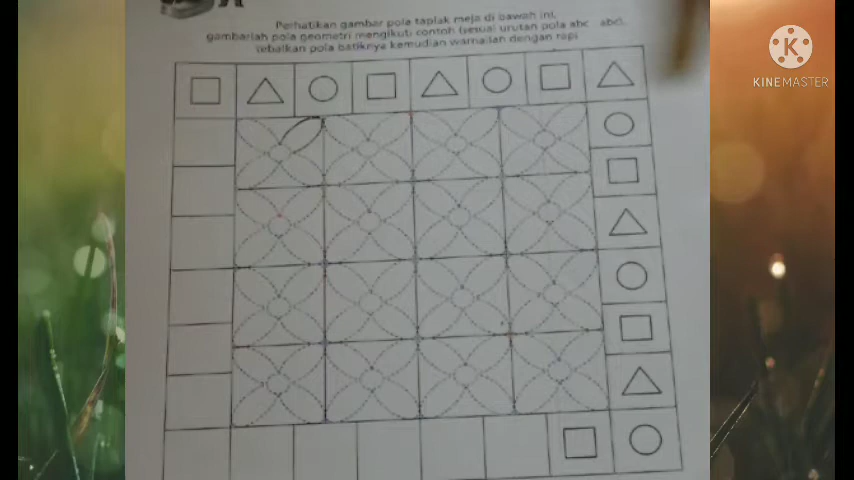 Perhatikan gambar pola taplak meja di bawah ini,
gambarlah pola geometri mengikuti contoh (sesuai urutan pola abc abc).
tebalkan pola batiknya kemudian warnailah dengan rapi
KINEMASTER